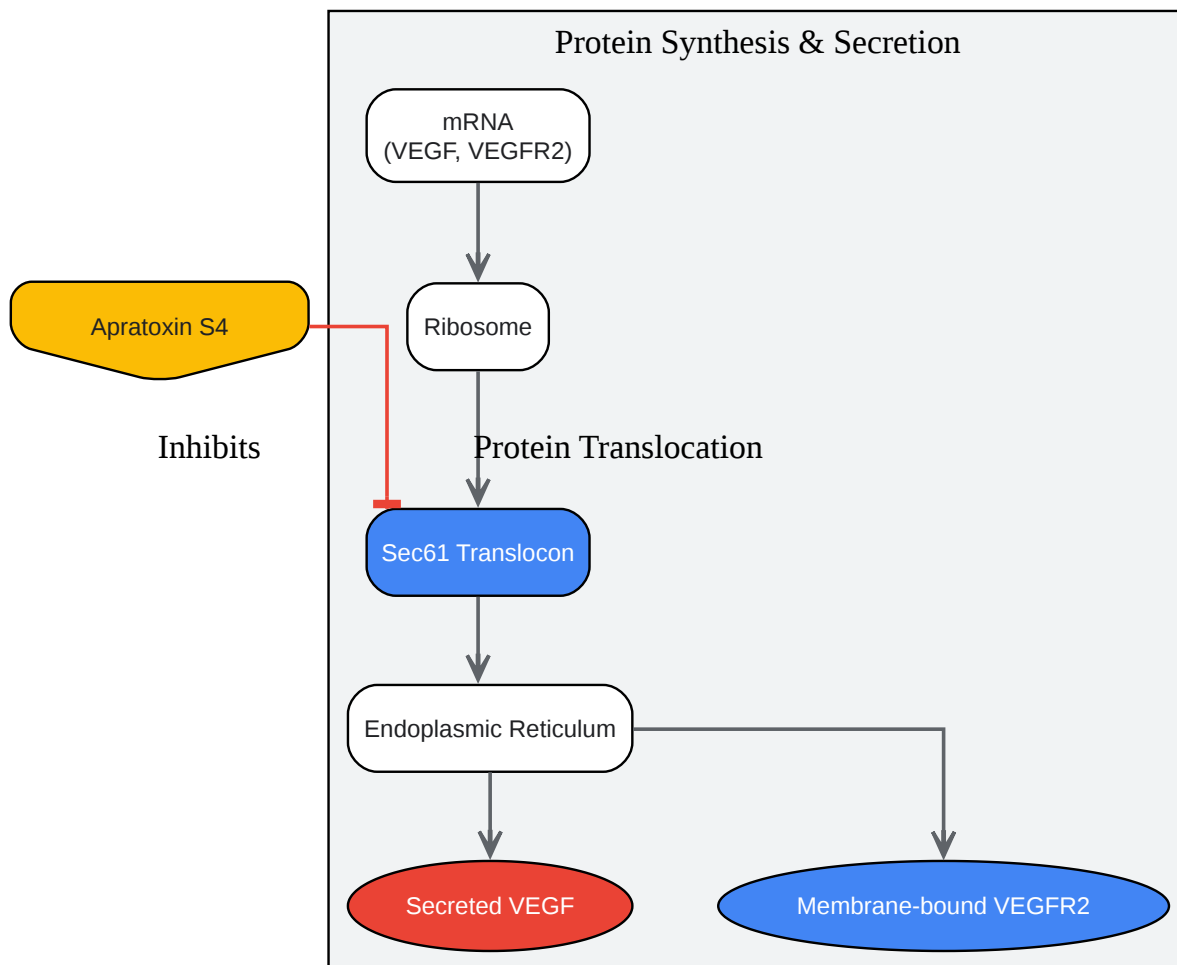 Protein Synthesis & Secretion
mRNA
(VEGF, VEGFR2)
Apratoxin S4
Ribosome
Inhibits
Protein Translocation
Sec61 Translocon
Endoplasmic Reticulum
Secreted VEGF
Membrane-bound VEGFR2